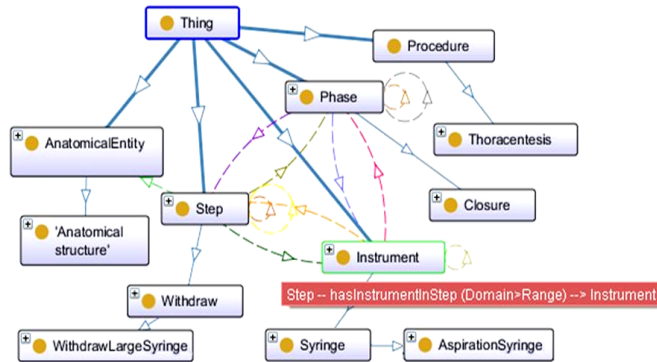 Thing
Procedure
Phase
AnatomicalEntity
Thoracentesis
Step
Closure
'Anatomical
structure'
Instrument
Step -- hasInstrumentInStep (Domain>Range) --> Instrument
Withdraw
WithdrawLargeSyringe
Syringe
AspirationSyringe